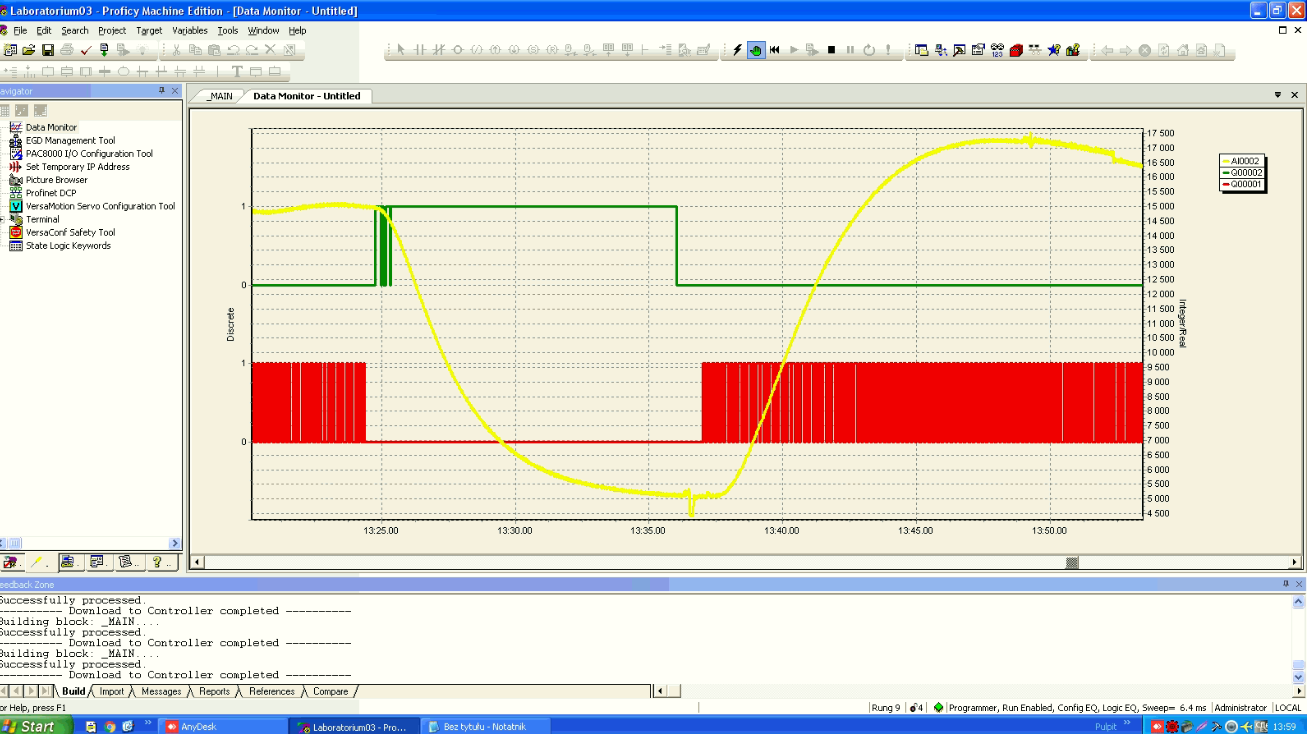 Laboratorium03 - Proficy Machine Edition - [Data Monitor - Untitled]
File Edit Search Project Target Variables Tools Window Help
avigator
_MAIN Data Monitor - Untitled
Data Monitor
EGD Management Tool
PAC8000 I/O Configuration Tool
Set Temporary IP Address
Picture Browser
Profinet DCP
VersaMotion Servo Configuration Tool
Terminal
VersaConf Safety Tool
State Logic Keywords
Discrete
1
0
1
0
17 500
17 000
16 500
16 000
15 500
15 000
14 500
14 000
13 500
13 000
12 500
12 000
11 500
11 000
10 500
10 000
9 500
9 000
8 500
8 000
7 500
7 000
6 500
6 000
5 500
5 000
4 500
Integer/Real
AI0002
Q00002
Q00001
13:25.00 13:30.00 13:35.00 13:40.00 13:45.00 13:50.00
eedback Zone
Successfully processed.
---------- Download to Controller completed ----------
Building block: _MAIN....
Successfully processed.
---------- Download to Controller completed ----------
Building block: _MAIN....
Successfully processed.
---------- Download to Controller completed ----------
Build Import Messages Reports References Compare
or Help, press F1
Rung 9 4 Programmer, Run Enabled, Config EQ, Logic EQ, Sweep= 6.4 ms Administrator LOCAL
Start AnyDesk Laboratorium03 - Pro... Bez tytułu - Notatnik Pulpit 13:59